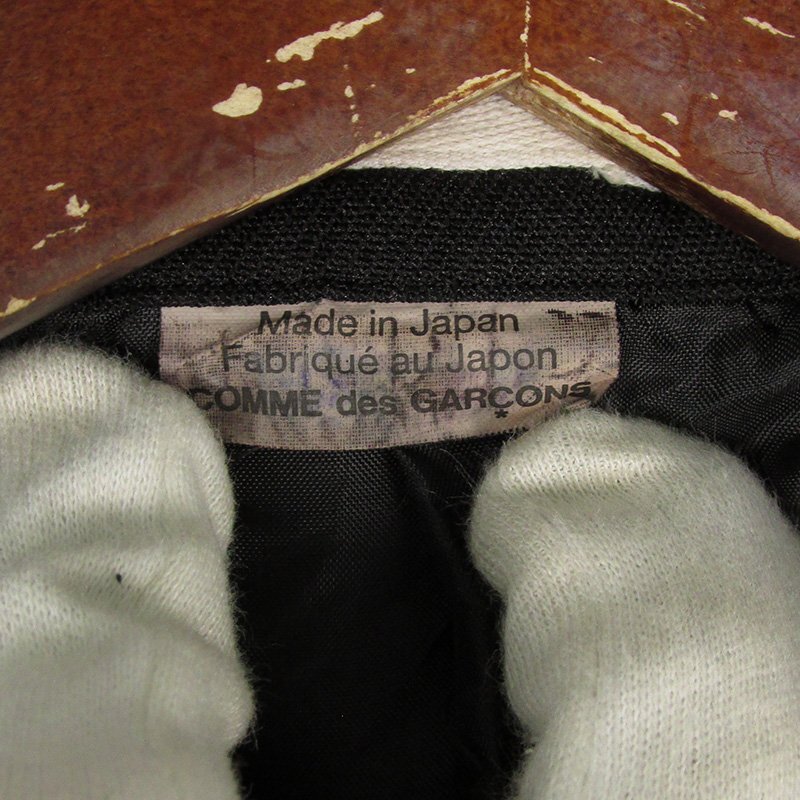 Made in Japan
Fabriqué au Japon
COMME des GARÇONS
*